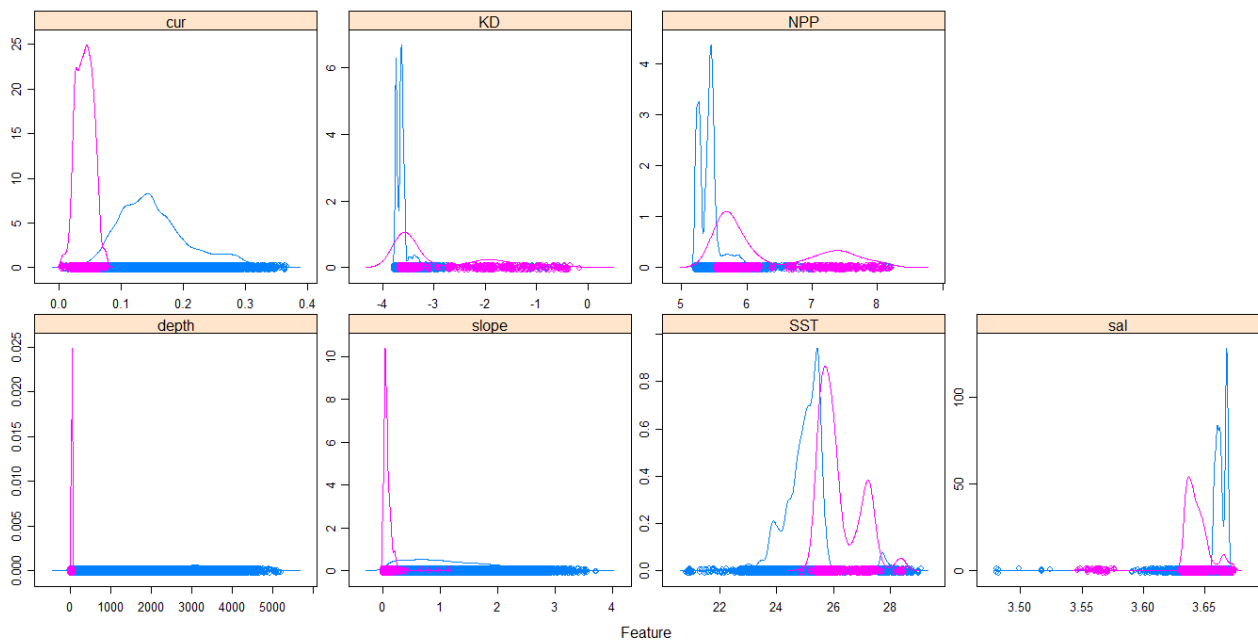 cur
KD
NPP
0 5 10 15 20 25
0 2 4 6
0 1 2 3 4
0.0 0.1 0.2 0.3 0.4
-4 -3 -2 -1 0
5 6 7 8
depth
slope
SST
sal
0.000 0.005 0.010 0.015 0.020 0.025
0 2 4 6 8 10
0.0 0.2 0.4 0.6 0.8
0 50 100
0 1000 2000 3000 4000 5000
0 1 2 3 4
22 24 26 28
3.50 3.55 3.60 3.65
Feature